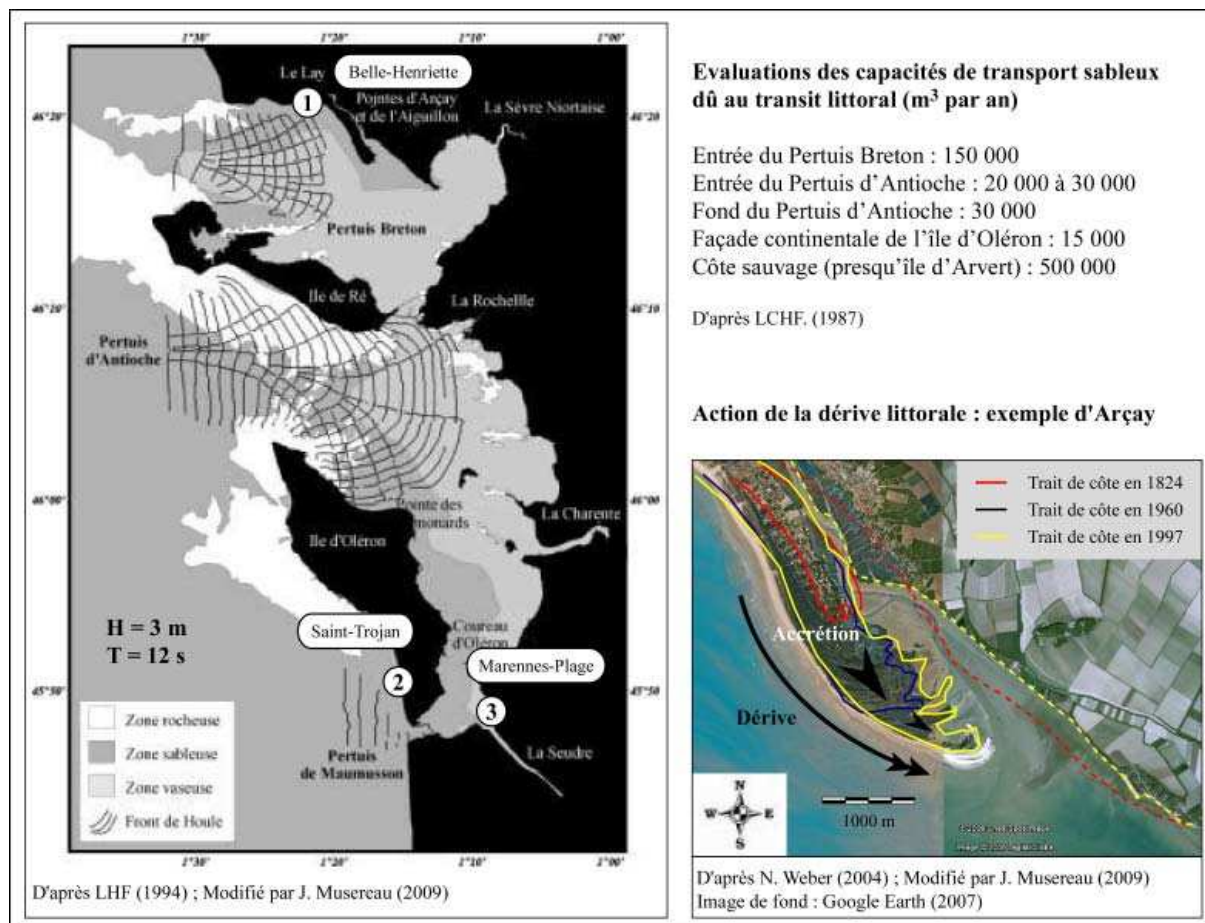 1°30'
1°20'
1°10'
1°00'
46°20'
46°20'
46°10'
46°10'
46°00'
46°00'
45°50'
45°50'
Le Lay
Belle-Henriette
1
Pointes d'Arçay
et de l'Aiguillon
La Sèvre Niortaise
Pertuis Breton
Ile de Ré
La Rochellle
Pertuis
d'Antioche
Pointe des
La Charente
Ile d'Oléron
H = 3 m
T = 12 s
Saint-Trojan
Coureau
d'Oléron
Marennes-Plage
2
3
La Seudre
Pertuis
de Maumusson
Zone rocheuse
Zone sableuse
Zone vaseuse
Front de Houle
1°30'
1°20'
1°10'
1°00'
D'après LHF (1994) ; Modifié par J. Musereau (2009)
Evaluations des capacités de transport sableux
dû au transit littoral (m³ par an)
Entrée du Pertuis Breton : 150 000
Entrée du Pertuis d'Antioche : 20 000 à 30 000
Fond du Pertuis d'Antioche : 30 000
Façade continentale de l'île d'Oléron : 15 000
Côte sauvage (presqu'île d'Arvert) : 500 000
D'après LCHF. (1987)
Action de la dérive littorale : exemple d'Arçay
Trait de côte en 1824
Trait de côte en 1960
Trait de côte en 1997
Accrétion
Dérive
N
W E
S
1000 m
D'après N. Weber (2004) ; Modifié par J. Musereau (2009)
Image de fond : Google Earth (2007)